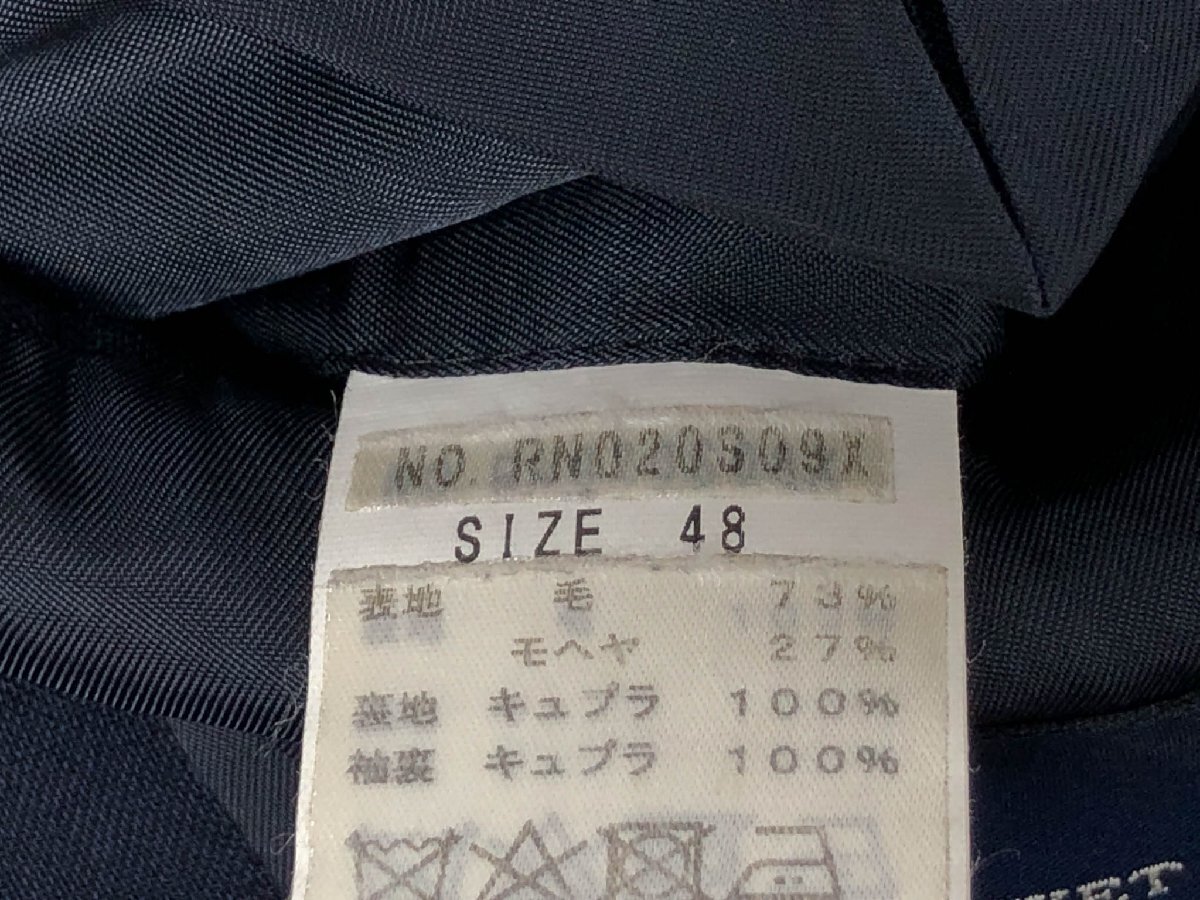 NO. RN020S09X
SIZE 48
表地 毛 73%
モヘヤ 27%
裏地 キュプラ 100%
袖裏 キュプラ 100%